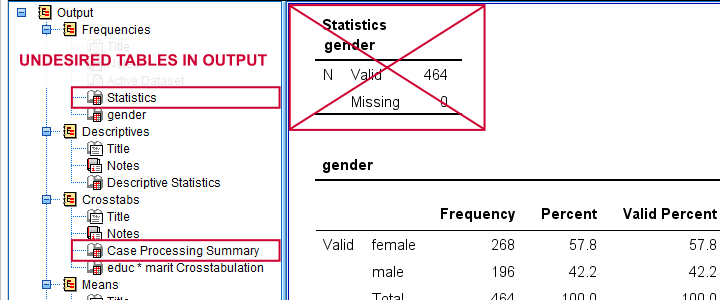 Output
Frequencies
Title
UNDESIRED TABLES IN OUTPUT
Active Dataset
Statistics
gender
Descriptives
Title
Notes
Descriptive Statistics
Crosstabs
Title
Notes
Case Processing Summary
educ * marit Crosstabulation
Means
Title
Statistics
gender
N Valid 464
Missing 0
gender
Frequency Percent Valid Percent
Valid female 268 57.8 57.8
male 196 42.2 42.2
Total 464 100.0 100.0